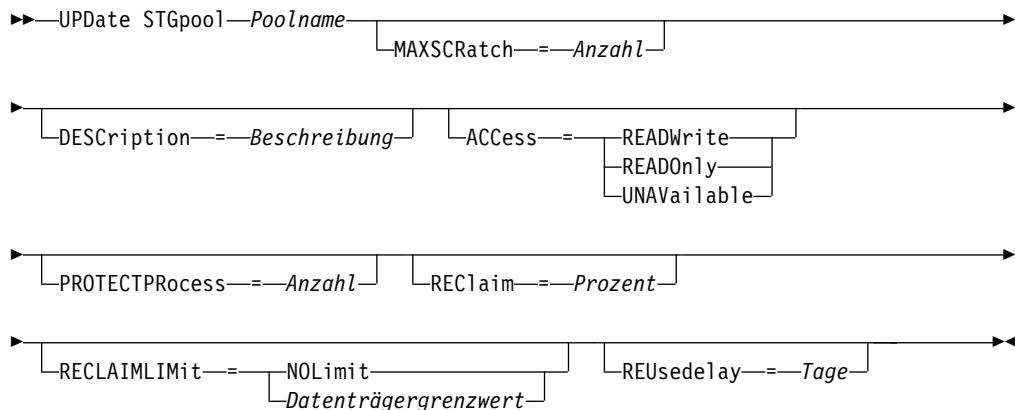 UPDate STGpool Poolname
MAXSCRatch = Anzahl
DESCription = Beschreibung
ACCess = READWrite
READOnly
UNAVailable
PROTECTPRocess = Anzahl
REClaim = Prozent
RECLAIMLIMit = NOLimit
Datenträgergrenzwert
REUsedelay = Tage